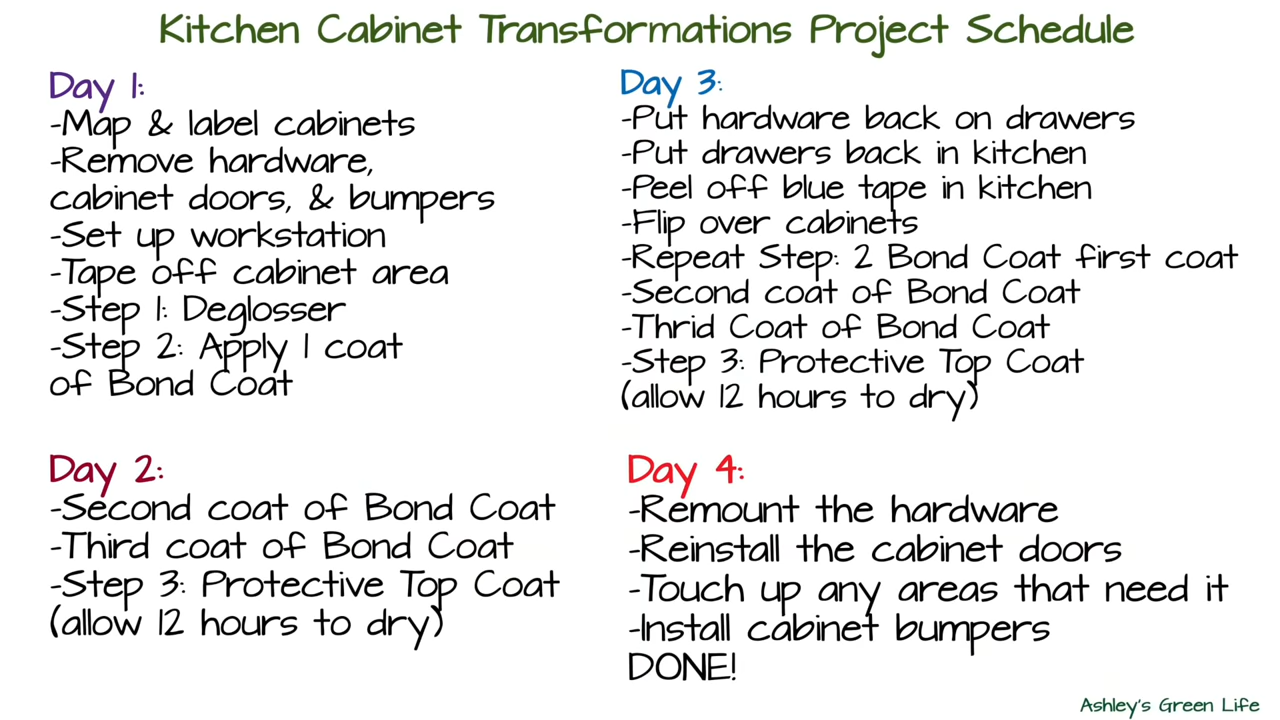 Kitchen Cabinet Transformations Project Schedule
Day 1:
-Map & label cabinets
-Remove hardware,
cabinet doors, & bumpers
-Set up workstation
-Tape off cabinet area
-Step 1: Deglosser
-Step 2: Apply 1 coat
of Bond Coat
Day 2:
-Second coat of Bond Coat
-Third coat of Bond Coat
-Step 3: Protective Top Coat
(allow 12 hours to dry)
Day 3:
-Put hardware back on drawers
-Put drawers back in kitchen
-Peel off blue tape in kitchen
-Flip over cabinets
-Repeat Step: 2 Bond Coat first coat
-Second coat of Bond Coat
-Thrid Coat of Bond Coat
-Step 3: Protective Top Coat
(allow 12 hours to dry)
Day 4:
-Remount the hardware
-Reinstall the cabinet doors
-Touch up any areas that need it
-Install cabinet bumpers
DONE!
Ashley's Green Life